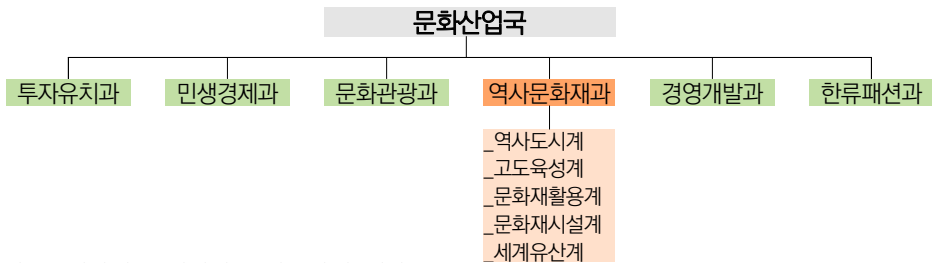 문화산업국
투자유치과 민생경제과 문화관광과 역사문화재과 경영개발과 한류패션과
_역사도시계
_고도육성계
_문화재활용계
_문화재시설계
_세계유산계